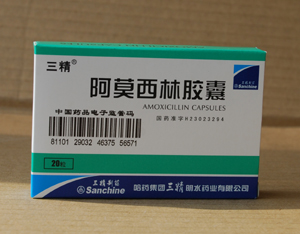 三精®
阿莫西林胶囊
AMOXICILLIN CAPSULES
国药准字H23023294
中国药品电子监管码
81101 29032 46375 56571
20粒
Sanchine
三精制药
Sanchine
哈药集团三精明水药业有限公司